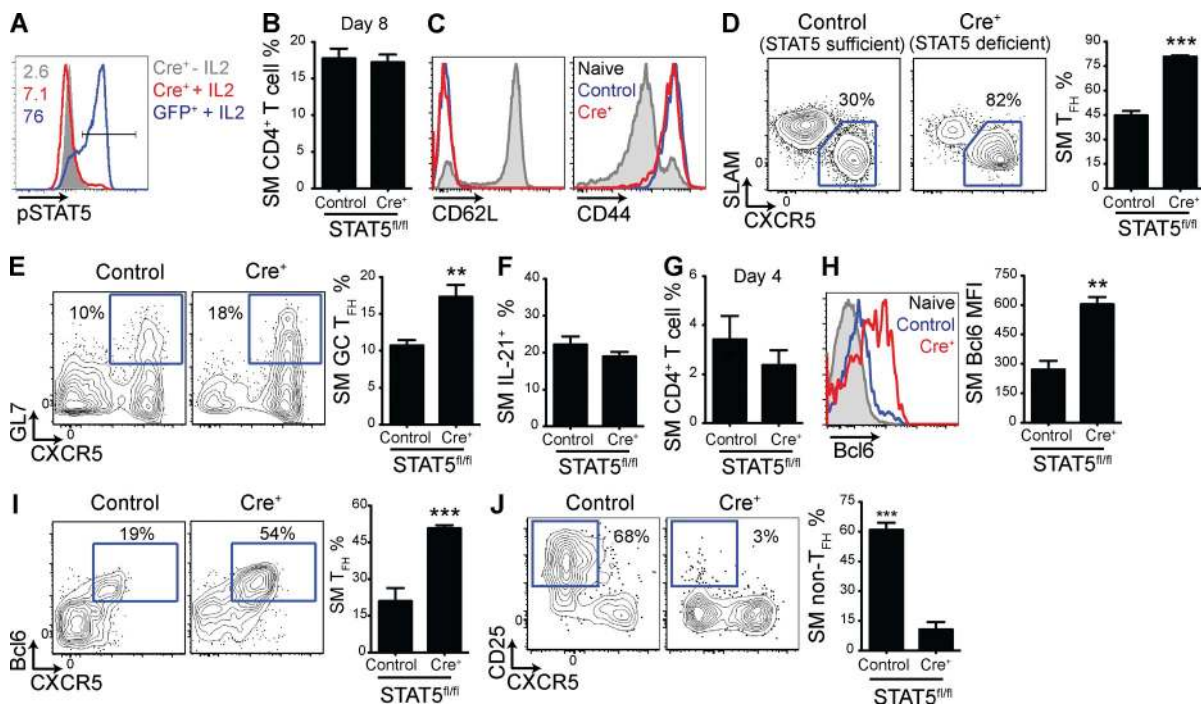 A
2.6
7.1
76
Cre⁺ - IL2
Cre⁺ + IL2
GFP⁺ + IL2
pSTAT5
B
Day 8
SM CD4⁺ T cell %
20
15
10
5
0
Control Cre⁺
STAT5fl/fl
C
Naive
Control
Cre⁺
CD62L
CD44
D
Control
(STAT5 sufficient)
Cre⁺
(STAT5 deficient)
30%
82%
SLAM
0
0
CXCR5
SM TFH %
***
90
75
60
45
30
15
0
Control Cre⁺
STAT5fl/fl
E
Control
Cre⁺
10%
18%
GL7
0
0
CXCR5
SM GC TFH %
**
20
15
10
5
0
Control Cre⁺
STAT5fl/fl
F
SM IL-21⁺ %
40
30
20
10
0
Control Cre⁺
STAT5fl/fl
G
Day 4
SM CD4⁺ T cell %
6
4
2
0
Control Cre⁺
STAT5fl/fl
H
Naive
Control
Cre⁺
Bcl6
SM Bcl6 MFI
**
750
600
450
300
150
0
Control Cre⁺
STAT5fl/fl
I
Control
Cre⁺
19%
54%
Bcl6
0
0
CXCR5
SM TFH %
***
60
45
30
15
0
Control Cre⁺
STAT5fl/fl
J
Control
Cre⁺
68%
3%
CD25
0
0
CXCR5
SM non-TFH %
***
75
60
45
30
15
0
Control Cre⁺
STAT5fl/fl